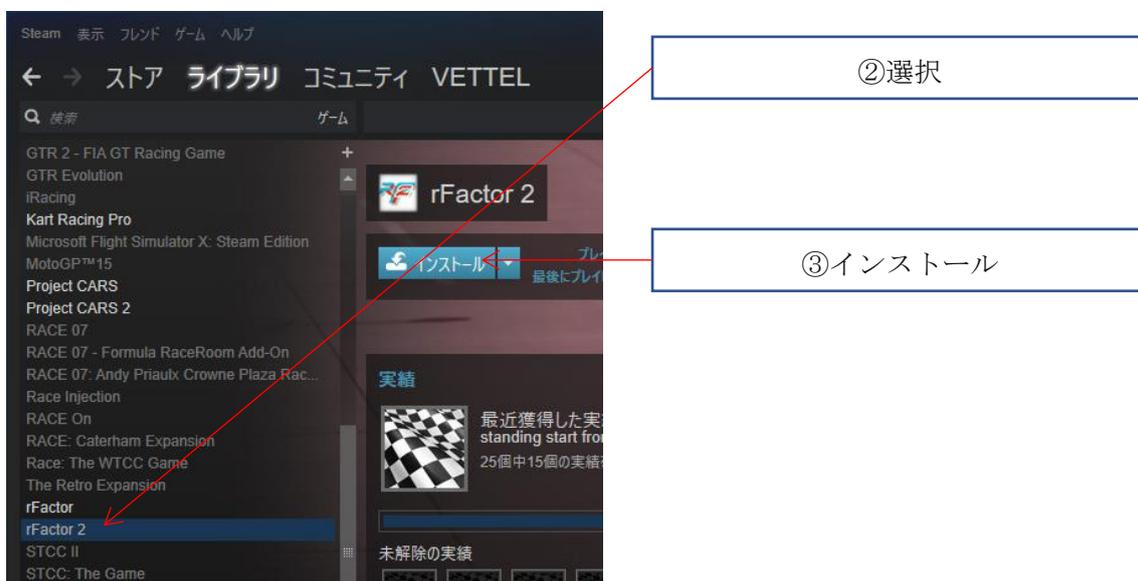 Steam 表示 フレンド ゲーム ヘルプ
← → ストア ライブラリ コミュニティ VETTEL
検索 ゲーム
GTR 2 - FIA GT Racing Game +
GTR Evolution
iRacing
Kart Racing Pro
Microsoft Flight Simulator X: Steam Edition
MotoGP™15
Project CARS
Project CARS 2
RACE 07
RACE 07 - Formula RaceRoom Add-On
RACE 07: Andy Priaulx Crowne Plaza Rac...
Race Injection
RACE On
RACE: Caterham Expansion
Race: The WTCC Game
The Retro Expansion
rFactor
rFactor 2
STCC II
STCC: The Game
rFactor 2
インストール
プレイ
最後にプレイ
実績
最近獲得した実
standing start fro
25個中15個の実績
未解除の実績
②選択
③インストール